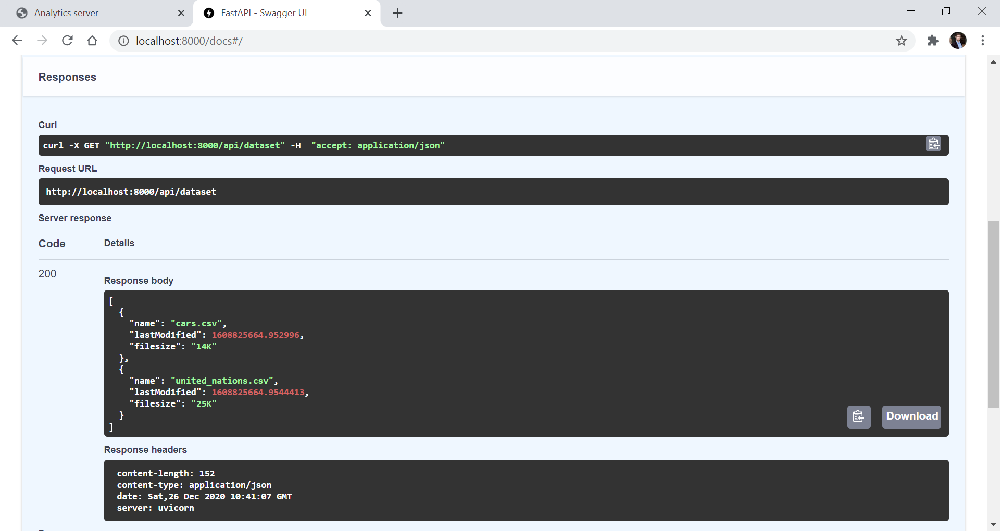 Analytics server
FastAPI - Swagger UI
localhost:8000/docs#/
Responses
Curl
curl -X GET "http://localhost:8000/api/dataset" -H  "accept: application/json"
Request URL
http://localhost:8000/api/dataset
Server response
Code Details
200
Response body
[
  {
    "name": "cars.csv",
    "lastModified": 1608825664.952996,
    "filesize": "14K"
  },
  {
    "name": "united_nations.csv",
    "lastModified": 1608825664.9544413,
    "filesize": "25K"
  }
]
Download
Response headers
content-length: 152
content-type: application/json
date: Sat,26 Dec 2020 10:41:07 GMT
server: uvicorn